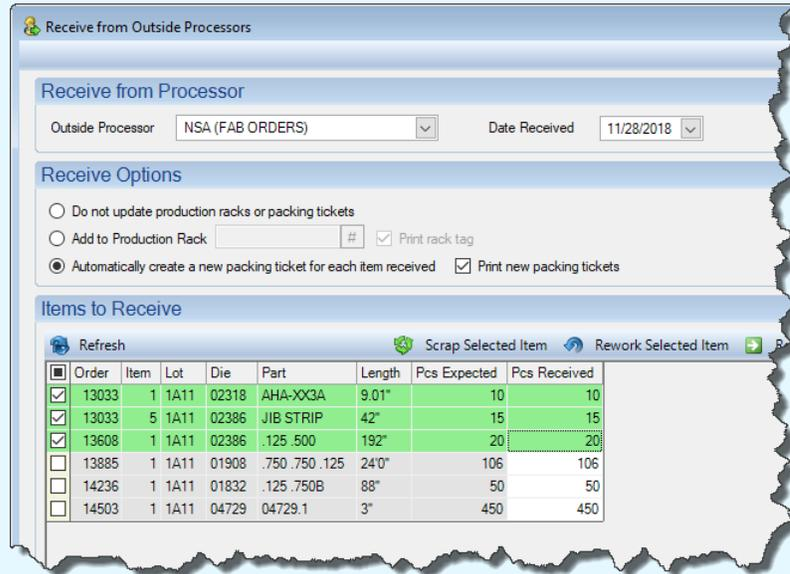 Receive from Outside Processors
Receive from Processor
Outside Processor NSA (FAB ORDERS) Date Received 11/28/2018
Receive Options
Do not update production racks or packing tickets
Add to Production Rack # Print rack tag
Automatically create a new packing ticket for each item received Print new packing tickets
Items to Receive
Refresh Scrap Selected Item Rework Selected Item
Order Item Lot Die Part Length Pcs Expected Pcs Received
13033 1 1A11 02318 AHA-XX3A 9.01" 10 10
13033 5 1A11 02386 JIB STRIP 42" 15 15
13608 1 1A11 02386 .125 .500 192" 20 20
13885 1 1A11 01908 .750 .750 .125 24'0" 106 106
14236 1 1A11 01832 .125 .750B 88" 50 50
14503 1 1A11 04729 04729.1 3" 450 450